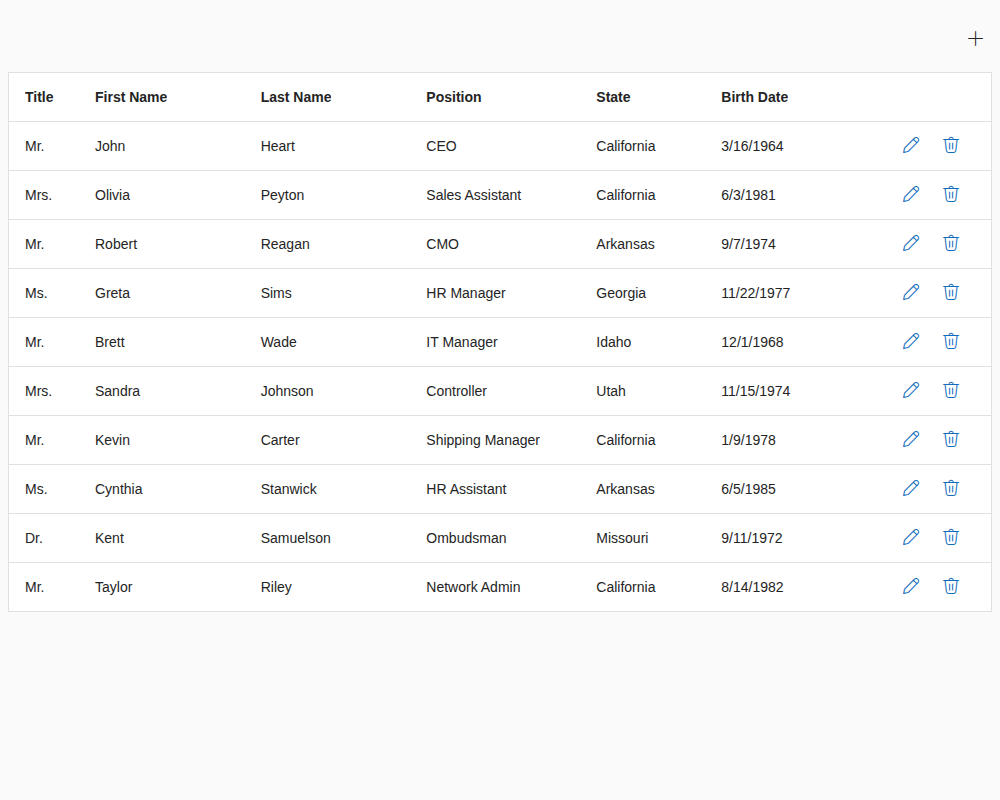 Title First Name Last Name Position State Birth Date
Mr. John Heart CEO California 3/16/1964
Mrs. Olivia Peyton Sales Assistant California 6/3/1981
Mr. Robert Reagan CMO Arkansas 9/7/1974
Ms. Greta Sims HR Manager Georgia 11/22/1977
Mr. Brett Wade IT Manager Idaho 12/1/1968
Mrs. Sandra Johnson Controller Utah 11/15/1974
Mr. Kevin Carter Shipping Manager California 1/9/1978
Ms. Cynthia Stanwick HR Assistant Arkansas 6/5/1985
Dr. Kent Samuelson Ombudsman Missouri 9/11/1972
Mr. Taylor Riley Network Admin California 8/14/1982